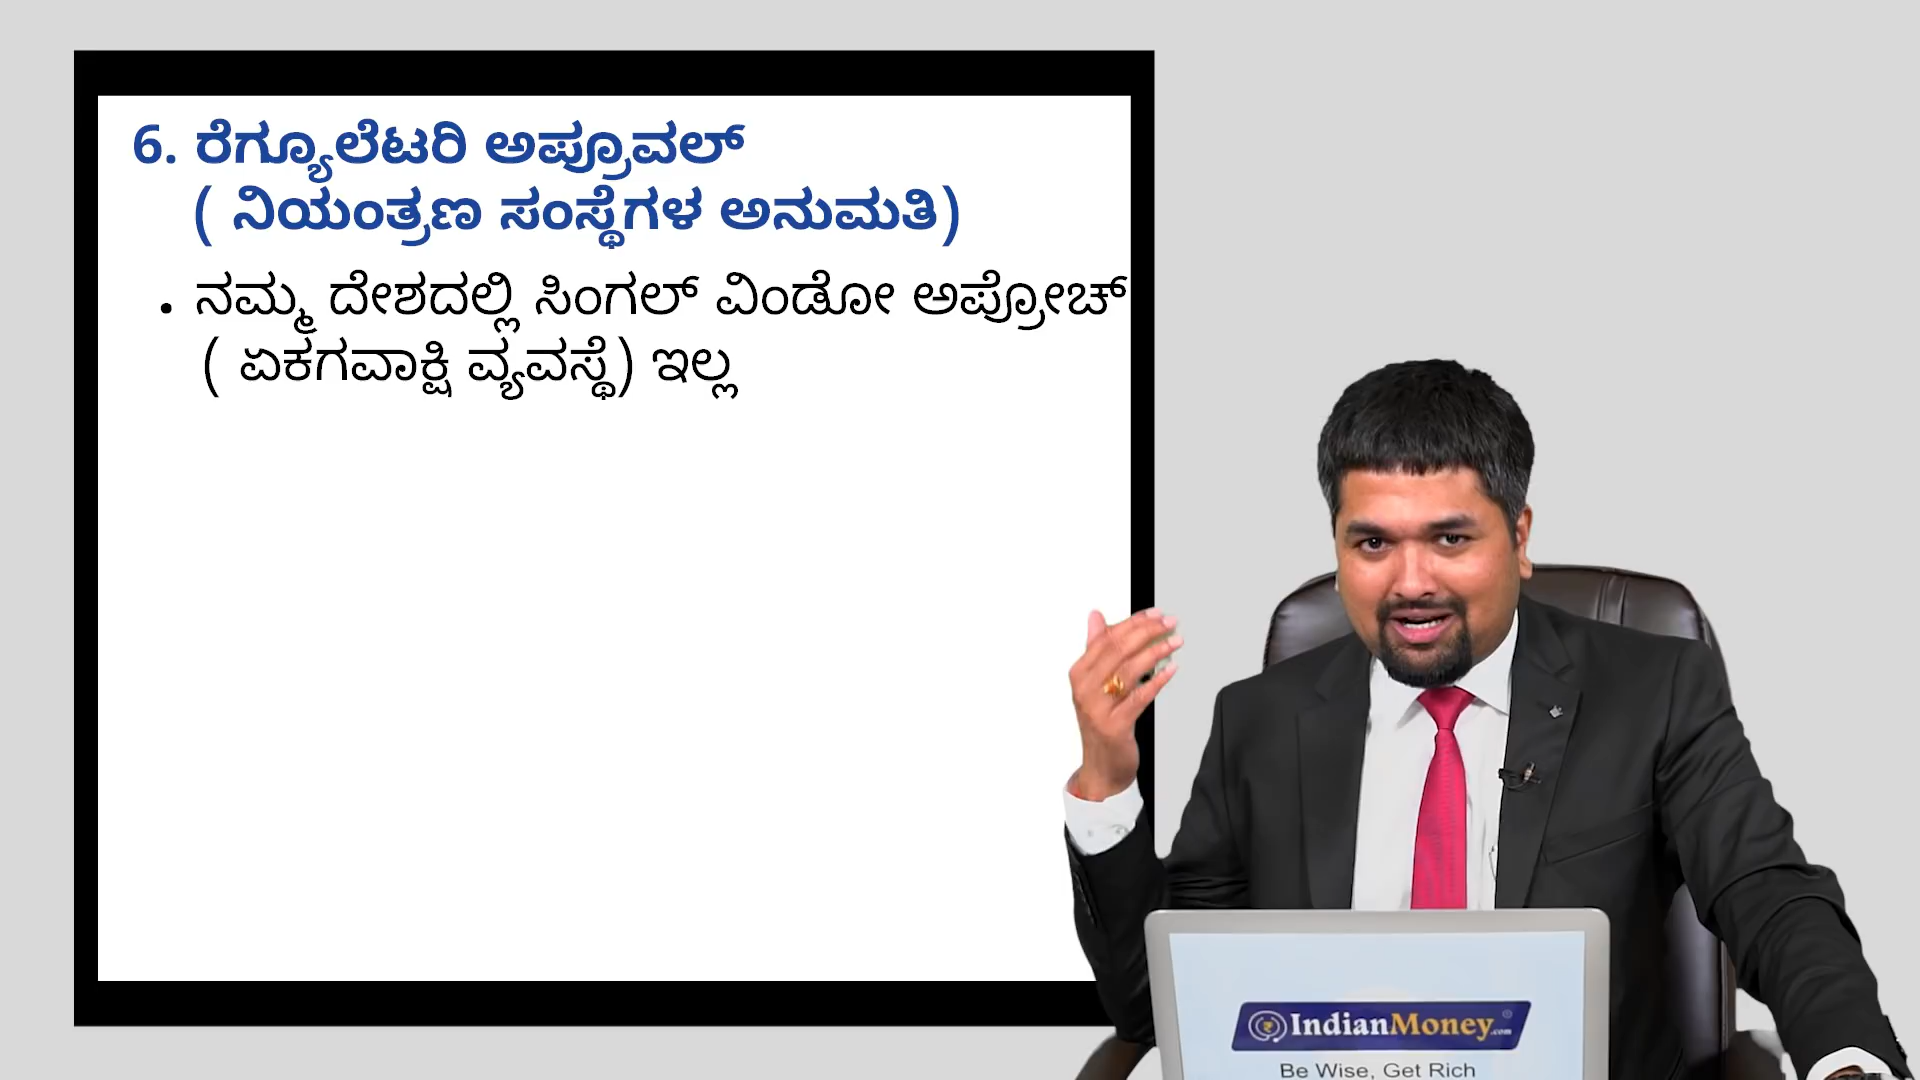 6. ರೆಗ್ಯೂಲೆಟರಿ ಅಪ್ರೂವಲ್
( ನಿಯಂತ್ರಣ ಸಂಸ್ಥೆಗಳ ಅನುಮತಿ)
• ನಮ್ಮ ದೇಶದಲ್ಲಿ ಸಿಂಗಲ್ ವಿಂಡೋ ಅಪ್ರೋಚ್
( ಏಕಗವಾಕ್ಷಿ ವ್ಯವಸ್ಥೆ) ಇಲ್ಲ
IndianMoney.com
Be Wise, Get Rich